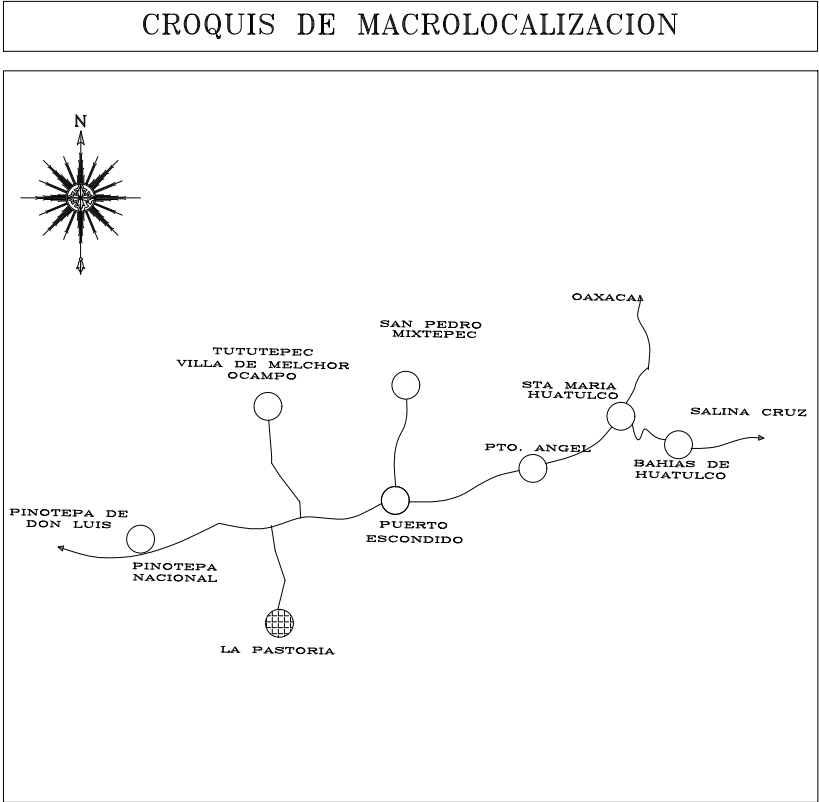 CROQUIS DE MACROLOCALIZACION
N
OAXACA
SAN PEDRO
MIXTEPEC
TUTUTEPEC
VILLA DE MELCHOR
OCAMPO
STA MARIA
HUATULCO
SALINA CRUZ
PTO. ANGEL
BAHIAS DE
HUATULCO
PINOTEPA DE
DON LUIS
PUERTO
ESCONDIDO
PINOTEPA
NACIONAL
LA PASTORIA